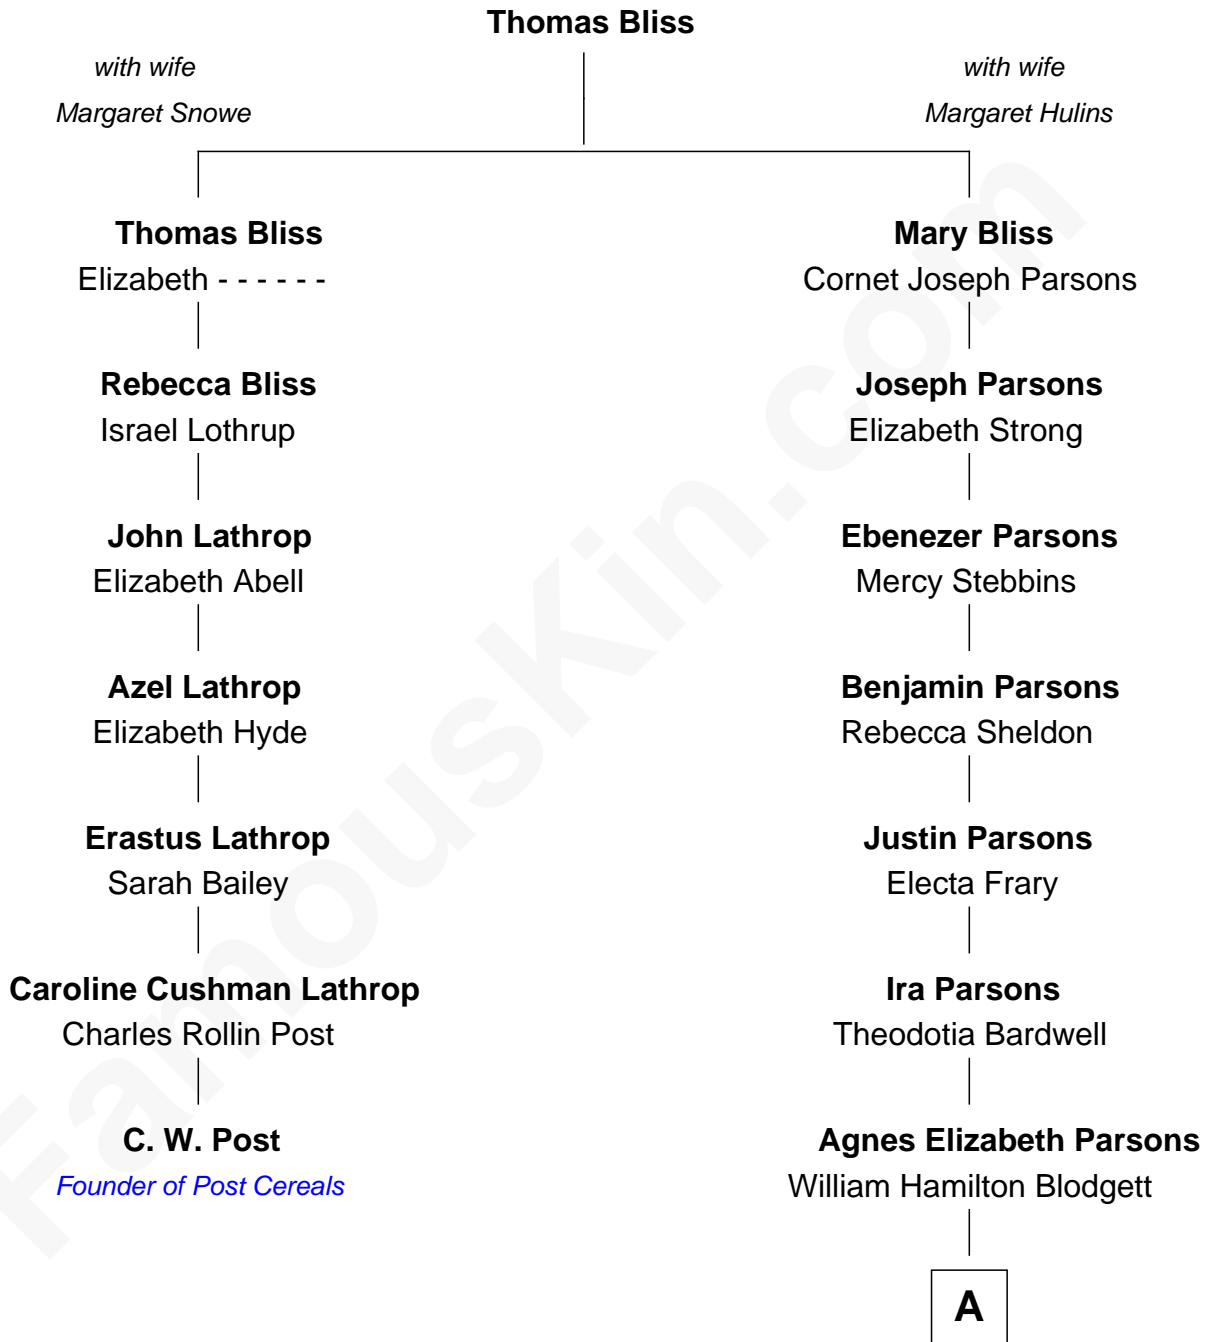 Thomas Bliss
with wife
Margaret Snowe
with wife
Margaret Hulins
Thomas Bliss
Elizabeth - - - - - -
Mary Bliss
Cornet Joseph Parsons
Rebecca Bliss
Israel Lothrup
Joseph Parsons
Elizabeth Strong
John Lathrop
Elizabeth Abell
Ebenezer Parsons
Mercy Stebbins
Azel Lathrop
Elizabeth Hyde
Benjamin Parsons
Rebecca Sheldon
Erastus Lathrop
Sarah Bailey
Justin Parsons
Electa Frary
Caroline Cushman Lathrop
Charles Rollin Post
Ira Parsons
Theodotia Bardwell
C. W. Post
Founder of Post Cereals
Agnes Elizabeth Parsons
William Hamilton Blodgett
A
FamousKin.com